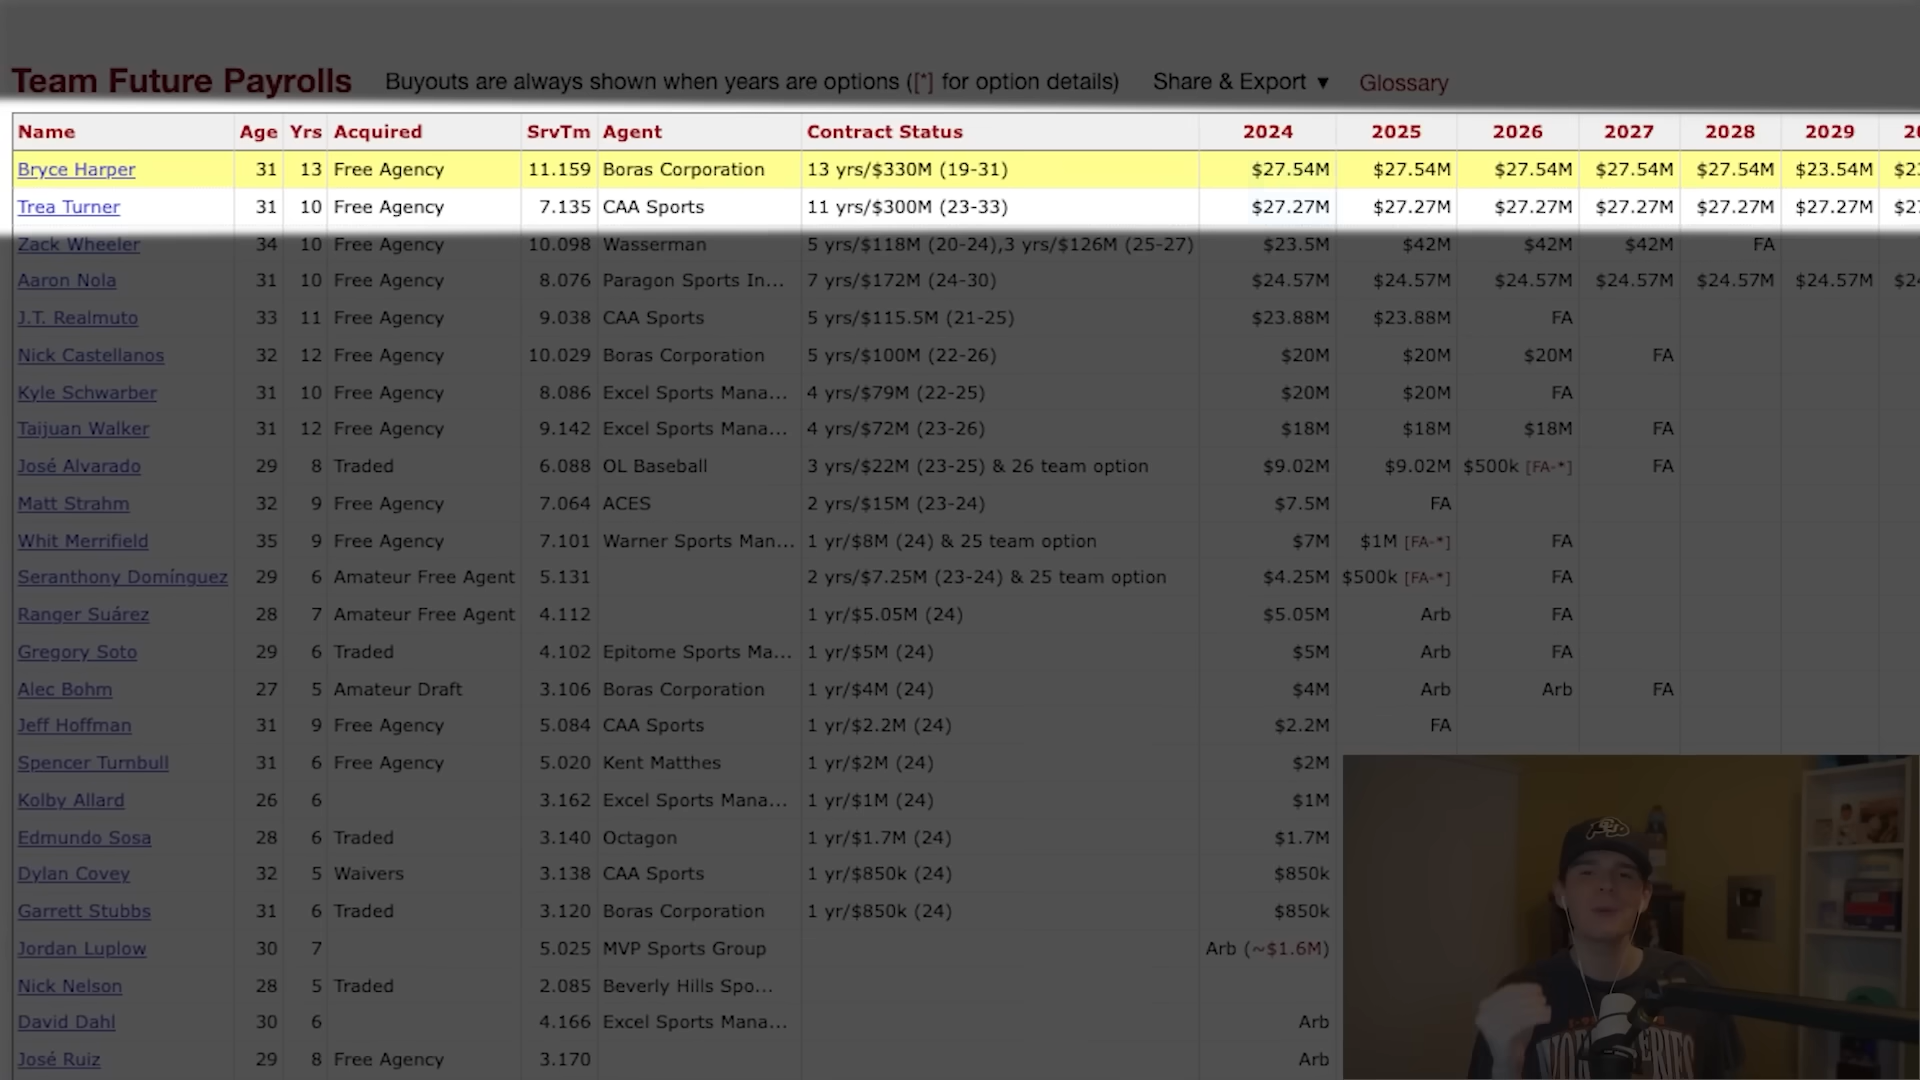 Team Future Payrolls Buyouts are always shown when years are options ([*] for option details) Share & Export ▼ Glossary
Name Age Yrs Acquired SrvTm Agent Contract Status 2024 2025 2026 2027 2028 2029
Bryce Harper 31 13 Free Agency 11.159 Boras Corporation 13 yrs/$330M (19-31) $27.54M $27.54M $27.54M $27.54M $27.54M $23.54M
Trea Turner 31 10 Free Agency 7.135 CAA Sports 11 yrs/$300M (23-33) $27.27M $27.27M $27.27M $27.27M $27.27M $27.27M
Zack Wheeler 34 10 Free Agency 10.098 Wasserman 5 yrs/$118M (20-24),3 yrs/$126M (25-27) $23.5M $42M $42M $42M FA
Aaron Nola 31 10 Free Agency 8.076 Paragon Sports In... 7 yrs/$172M (24-30) $24.57M $24.57M $24.57M $24.57M $24.57M $24.57M
J.T. Realmuto 33 11 Free Agency 9.038 CAA Sports 5 yrs/$115.5M (21-25) $23.88M $23.88M FA
Nick Castellanos 32 12 Free Agency 10.029 Boras Corporation 5 yrs/$100M (22-26) $20M $20M $20M FA
Kyle Schwarber 31 10 Free Agency 8.086 Excel Sports Mana... 4 yrs/$79M (22-25) $20M $20M FA
Taijuan Walker 31 12 Free Agency 9.142 Excel Sports Mana... 4 yrs/$72M (23-26) $18M $18M $18M FA
José Alvarado 29 8 Traded 6.088 OL Baseball 3 yrs/$22M (23-25) & 26 team option $9.02M $9.02M $500k [FA-*] FA
Matt Strahm 32 9 Free Agency 7.064 ACES 2 yrs/$15M (23-24) $7.5M FA
Whit Merrifield 35 9 Free Agency 7.101 Warner Sports Man... 1 yr/$8M (24) & 25 team option $7M $1M [FA-*] FA
Seranthony Domínguez 29 6 Amateur Free Agent 5.131 2 yrs/$7.25M (23-24) & 25 team option $4.25M $500k [FA-*] FA
Ranger Suárez 28 7 Amateur Free Agent 4.112 1 yr/$5.05M (24) $5.05M Arb FA
Gregory Soto 29 6 Traded 4.102 Epitome Sports Ma... 1 yr/$5M (24) $5M Arb FA
Alec Bohm 27 5 Amateur Draft 3.106 Boras Corporation 1 yr/$4M (24) $4M Arb Arb FA
Jeff Hoffman 31 9 Free Agency 5.084 CAA Sports 1 yr/$2.2M (24) $2.2M FA
Spencer Turnbull 31 6 Free Agency 5.020 Kent Matthes 1 yr/$2M (24) $2M
Kolby Allard 26 6 3.162 Excel Sports Mana... 1 yr/$1M (24) $1M
Edmundo Sosa 28 6 Traded 3.140 Octagon 1 yr/$1.7M (24) $1.7M
Dylan Covey 32 5 Waivers 3.138 CAA Sports 1 yr/$850k (24) $850k
Garrett Stubbs 31 6 Traded 3.120 Boras Corporation 1 yr/$850k (24) $850k
Jordan Luplow 30 7 5.025 MVP Sports Group Arb (~$1.6M)
Nick Nelson 28 5 Traded 2.085 Beverly Hills Spo...
David Dahl 30 6 4.166 Excel Sports Mana... Arb
José Ruiz 29 8 Free Agency 3.170 Arb